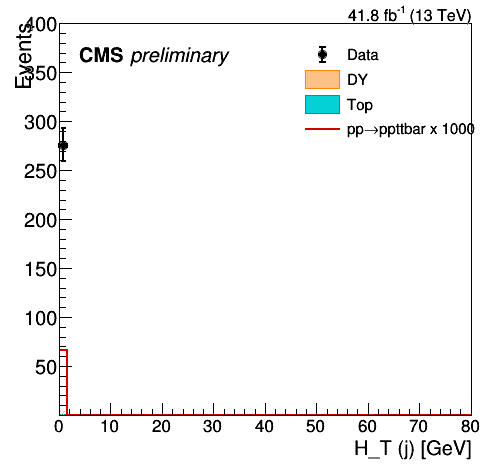 41.8 fb⁻¹ (13 TeV)
Events
400
350
300
250
200
150
100
50
CMS preliminary
Data
DY
Top
pp→ppttbar x 1000
0 10 20 30 40 50 60 70 80
H_T (j) [GeV]